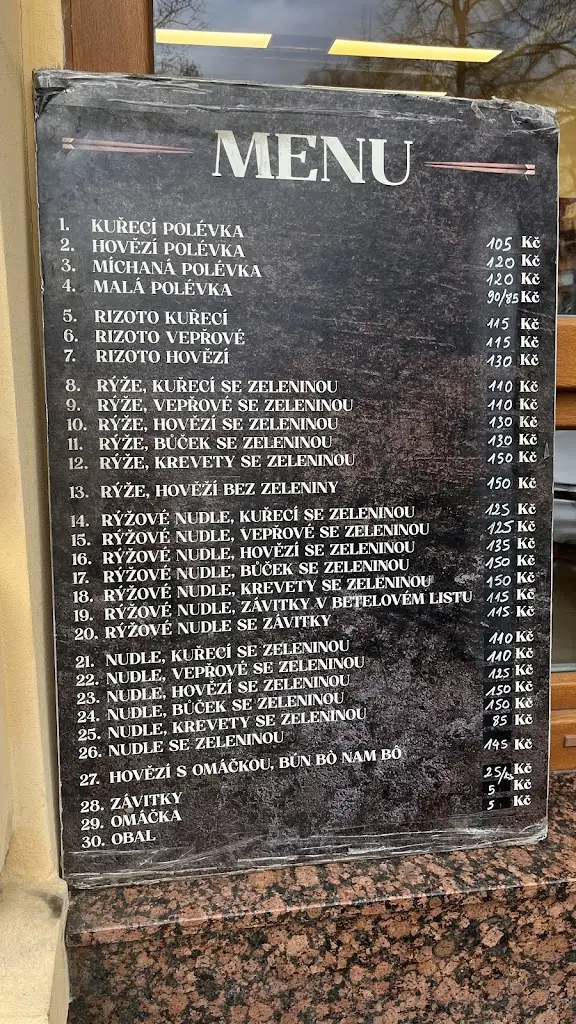 MENU
1. KUŘECÍ POLÉVKA 105 Kč
2. HOVĚZÍ POLÉVKA 120 Kč
3. MÍCHANÁ POLÉVKA 120 Kč
4. MALÁ POLÉVKA 90/85 Kč
5. RIZOTO KUŘECÍ 115 Kč
6. RIZOTO VEPŘOVÉ 115 Kč
7. RIZOTO HOVĚZÍ 130 Kč
8. RÝŽE, KUŘECÍ SE ZELENINOU 110 Kč
9. RÝŽE, VEPŘOVÉ SE ZELENINOU 110 Kč
10. RÝŽE, HOVĚZÍ SE ZELENINOU 130 Kč
11. RÝŽE, BŮČEK SE ZELENINOU 130 Kč
12. RÝŽE, KREVETY SE ZELENINOU 150 Kč
13. RÝŽE, HOVĚŽÍ BEZ ZELENINY 150 Kč
14. RÝŽOVÉ NUDLE, KUŘECÍ SE ZELENINOU 125 Kč
15. RÝŽOVÉ NUDLE, VEPŘOVÉ SE ZELENINOU 125 Kč
16. RÝŽOVÉ NUDLE, HOVĚZÍ SE ZELENINOU 135 Kč
17. RÝŽOVÉ NUDLE, BŮČEK SE ZELENINOU 150 Kč
18. RÝŽOVÉ NUDLE, KREVETY SE ZELENINOU 150 Kč
19. RÝŽOVÉ NUDLE, ZÁVITKY V BETELOVÉM LISTU 115 Kč
20. RÝŽOVÉ NUDLE SE ZÁVITKY 115 Kč
21. NUDLE, KUŘECÍ SE ZELENINOU 110 Kč
22. NUDLE, VEPŘOVÉ SE ZELENINOU 110 Kč
23. NUDLE, HOVĚZÍ SE ZELENINOU 125 Kč
24. NUDLE, BŮČEK SE ZELENINOU 150 Kč
25. NUDLE, KREVETY SE ZELENINOU 150 Kč
26. NUDLE SE ZELENINOU 85 Kč
27. HOVĚZÍ S OMÁČKOU, BÚN BÒ NAM BÔ 145 Kč
28. ZÁVITKY 25/ks Kč
29. OMÁČKA 5 Kč
30. OBAL 5 Kč